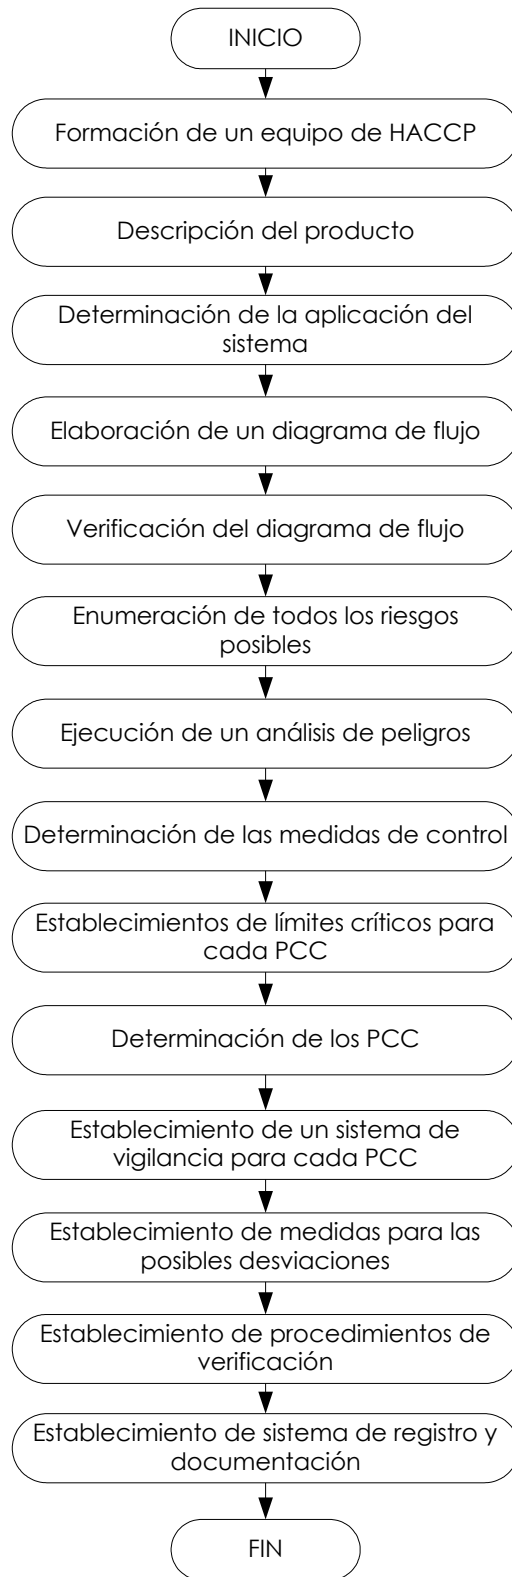 INICIO
Formación de un equipo de HACCP
Descripción del producto
Determinación de la aplicación del
sistema
Elaboración de un diagrama de flujo
Verificación del diagrama de flujo
Enumeración de todos los riesgos
posibles
Ejecución de un análisis de peligros
Determinación de las medidas de control
Establecimientos de límites críticos para
cada PCC
Determinación de los PCC
Establecimiento de un sistema de
vigilancia para cada PCC
Establecimiento de medidas para las
posibles desviaciones
Establecimiento de procedimientos de
verificación
Establecimiento de sistema de registro y
documentación
FIN